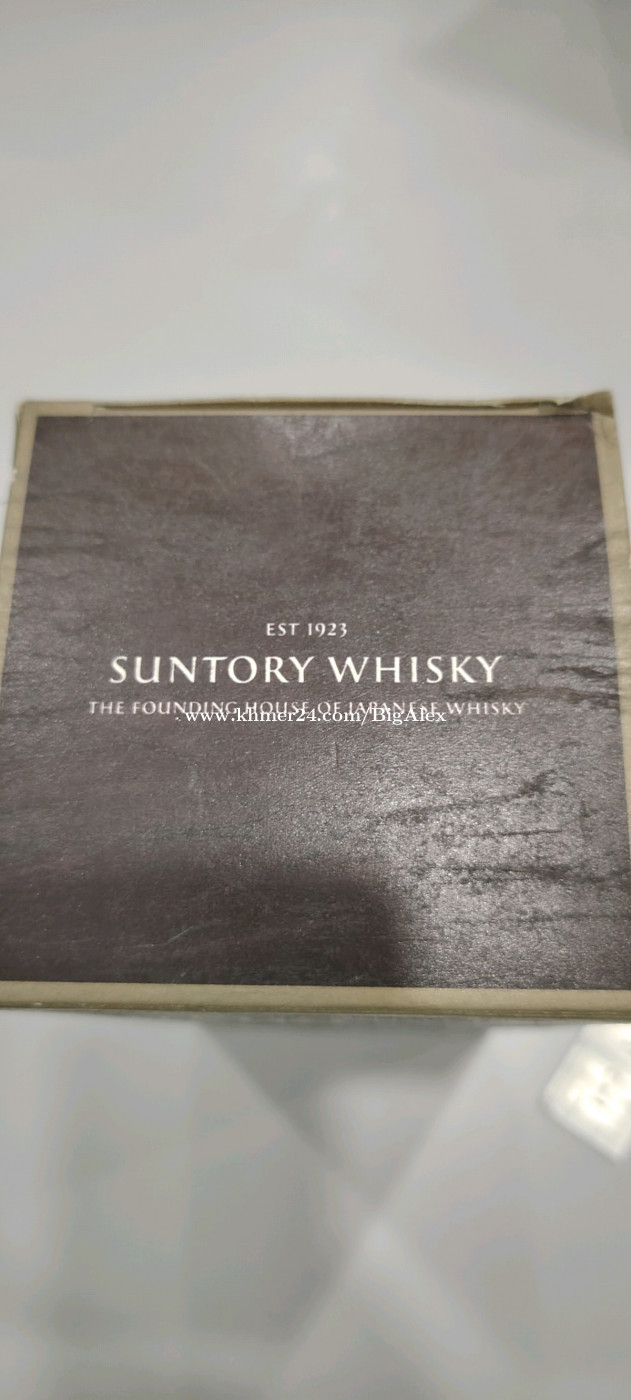 EST 1923
SUNTORY WHISKY
THE FOUNDING HOUSE OF JAPANESE WHISKY
www.khmer24.com/BigAlex